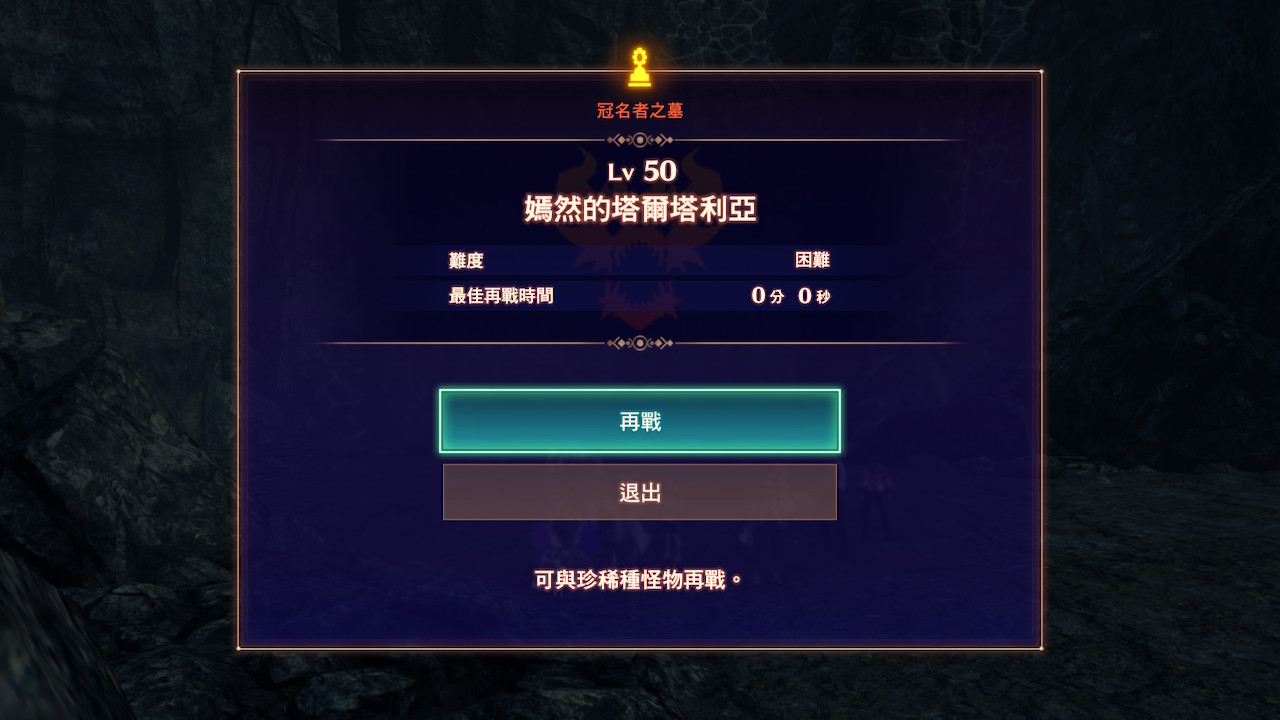 冠名者之墓
Lv 50
嫣然的塔爾塔利亞
難度 困難
最佳再戰時間 0分 0秒
再戰
退出
可與珍稀種怪物再戰。